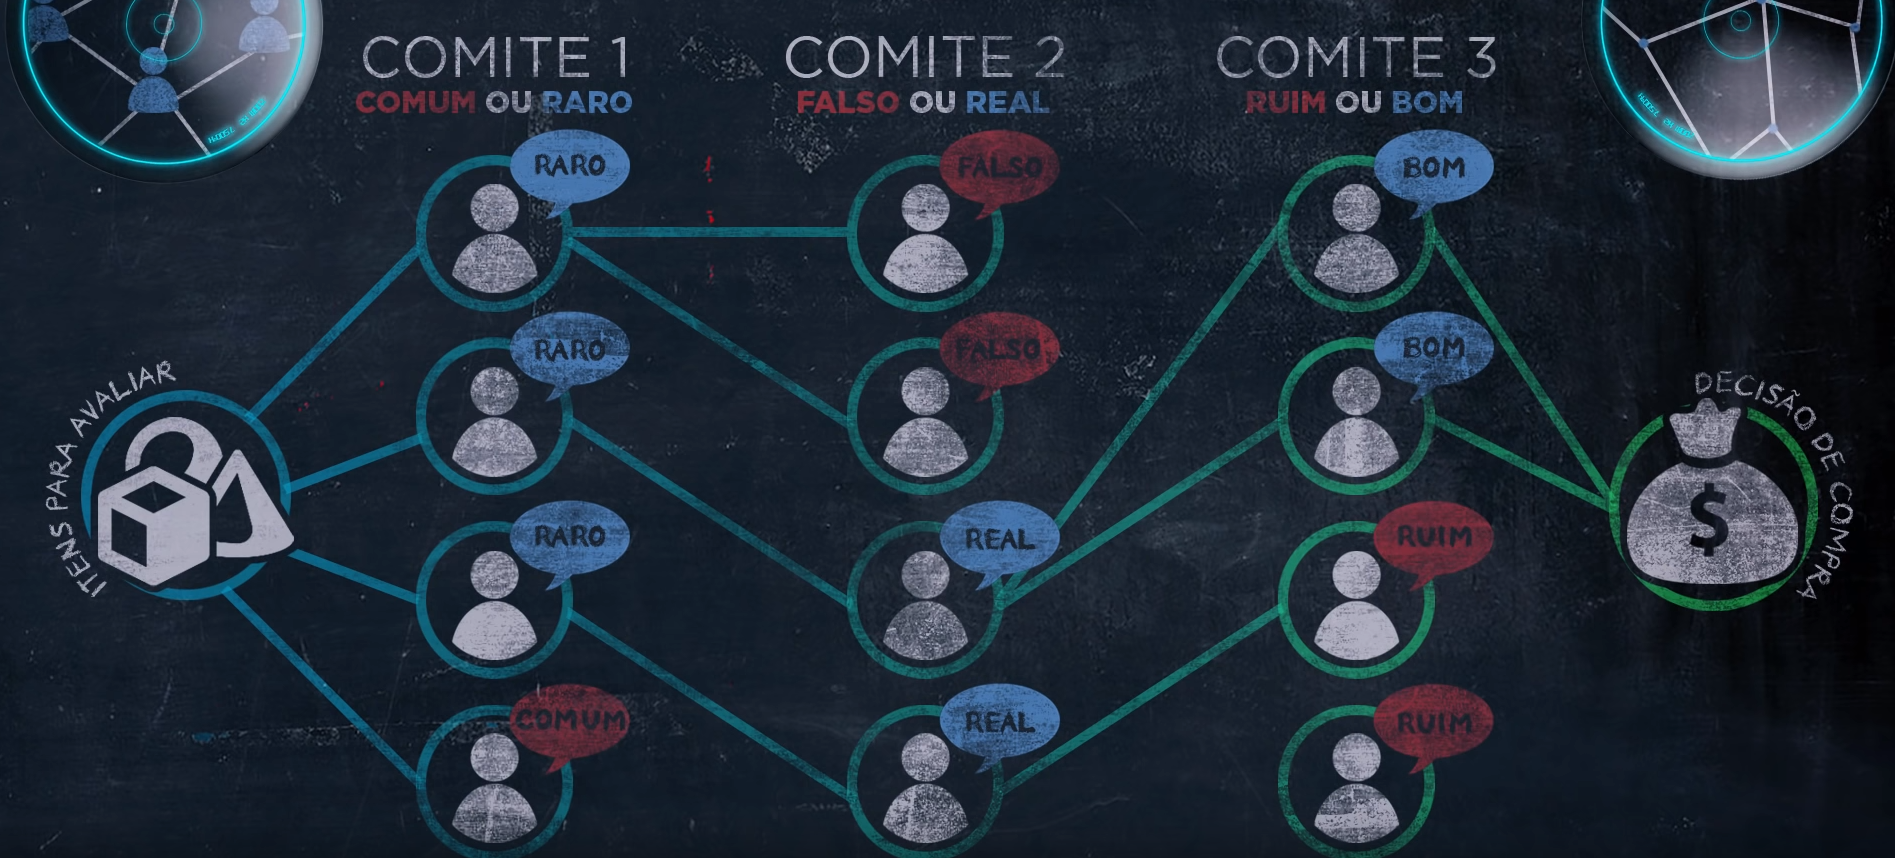 COMITE 1
COMUM OU RARO
COMITE 2
FALSO OU REAL
COMITE 3
RUIM OU BOM
RARO
FALSO
BOM
RARO
FALSO
BOM
ITENS PARA AVALIAR
DECISÃO DE COMPRA
$
RARO
REAL
RUIM
COMUM
REAL
RUIM